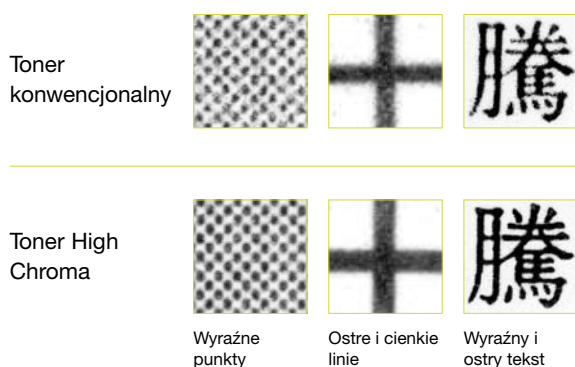 Toner
konwencjonalny
騰
Toner High
Chroma
騰
Wyraźne
punkty
Ostre i cienkie
linie
Wyraźny i
ostry tekst